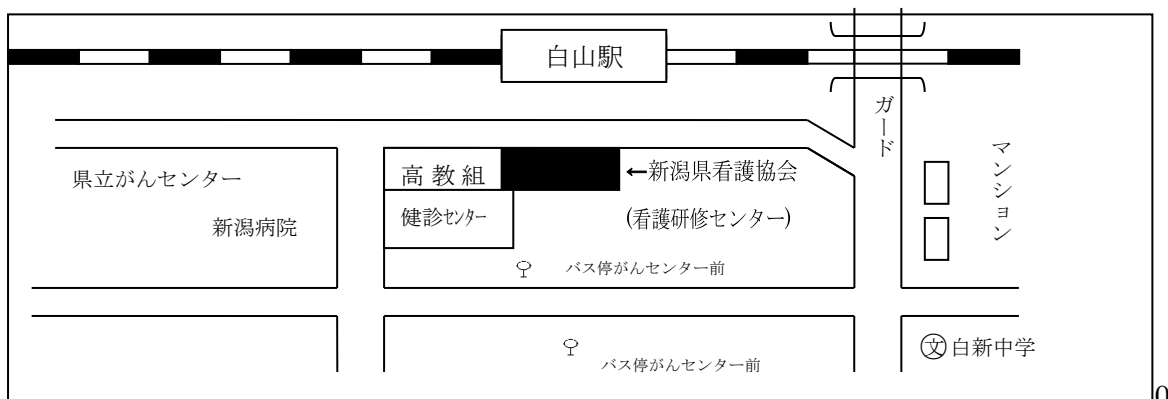 白山駅
ガード
マンション
高教組
←新潟県看護協会
県立がんセンター
新潟病院
健診センター
(看護研修センター)
バス停がんセンター前
バス停がんセンター前
文白新中学
0